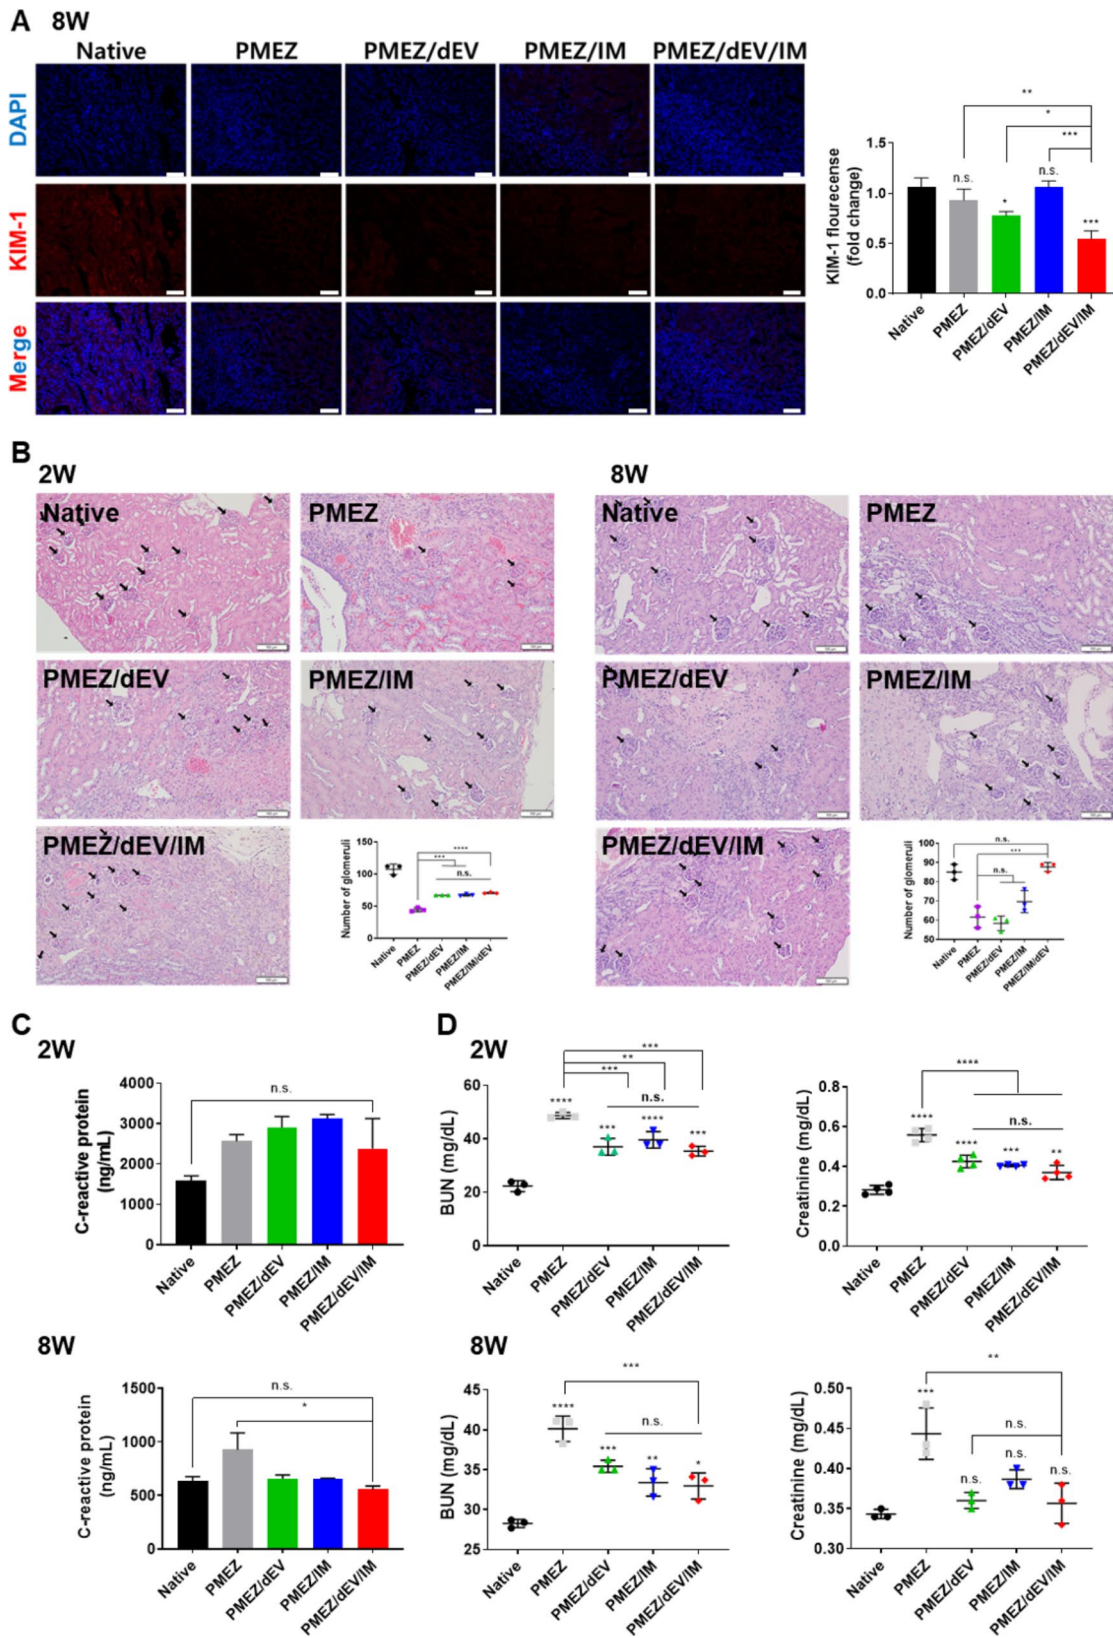 A 8W
Native PMEZ PMEZ/dEV PMEZ/IM PMEZ/dEV/IM
DAPI
KIM-1
Merge
KIM-1 flourecense
(fold change)
1.5
1.0
0.5
0.0
**
*
***
n.s.
*
n.s.
***
Native
PMEZ
PMEZ/dEV
PMEZ/IM
PMEZ/dEV/IM
B
2W
Native PMEZ
PMEZ/dEV PMEZ/IM
PMEZ/dEV/IM
Number of glomeruli
150
100
50
0
****
***
n.s.
Native
PMEZ
PMEZ/dEV
PMEZ/IM
PMEZ/IM/dEV
8W
Native PMEZ
PMEZ/dEV PMEZ/IM
PMEZ/dEV/IM
Number of glomeruli
100
90
80
70
60
50
n.s.
***
n.s.
Native
PMEZ
PMEZ/dEV
PMEZ/IM
PMEZ/IM/dEV
C
2W
C-reactive protein
(ng/mL)
4000
3000
2000
1000
0
n.s.
Native
PMEZ
PMEZ/dEV
PMEZ/IM
PMEZ/dEV/IM
8W
C-reactive protein
(ng/mL)
1500
1000
500
0
n.s.
*
Native
PMEZ
PMEZ/dEV
PMEZ/IM
PMEZ/dEV/IM
D
2W
BUN (mg/dL)
60
40
20
0
***
**
***
n.s.
****
***
****
***
Native
PMEZ
PMEZ/dEV
PMEZ/IM
PMEZ/dEV/IM
Creatinine (mg/dL)
0.8
0.6
0.4
0.2
0.0
****
n.s.
****
****
***
**
Native
PMEZ
PMEZ/dEV
PMEZ/IM
PMEZ/dEV/IM
8W
BUN (mg/dL)
45
40
35
30
25
***
n.s.
****
***
**
*
Native
PMEZ
PMEZ/dEV
PMEZ/IM
PMEZ/dEV/IM
Creatinine (mg/dL)
0.50
0.45
0.40
0.35
0.30
**
n.s.
***
n.s.
n.s.
n.s.
Native
PMEZ
PMEZ/dEV
PMEZ/IM
PMEZ/dEV/IM